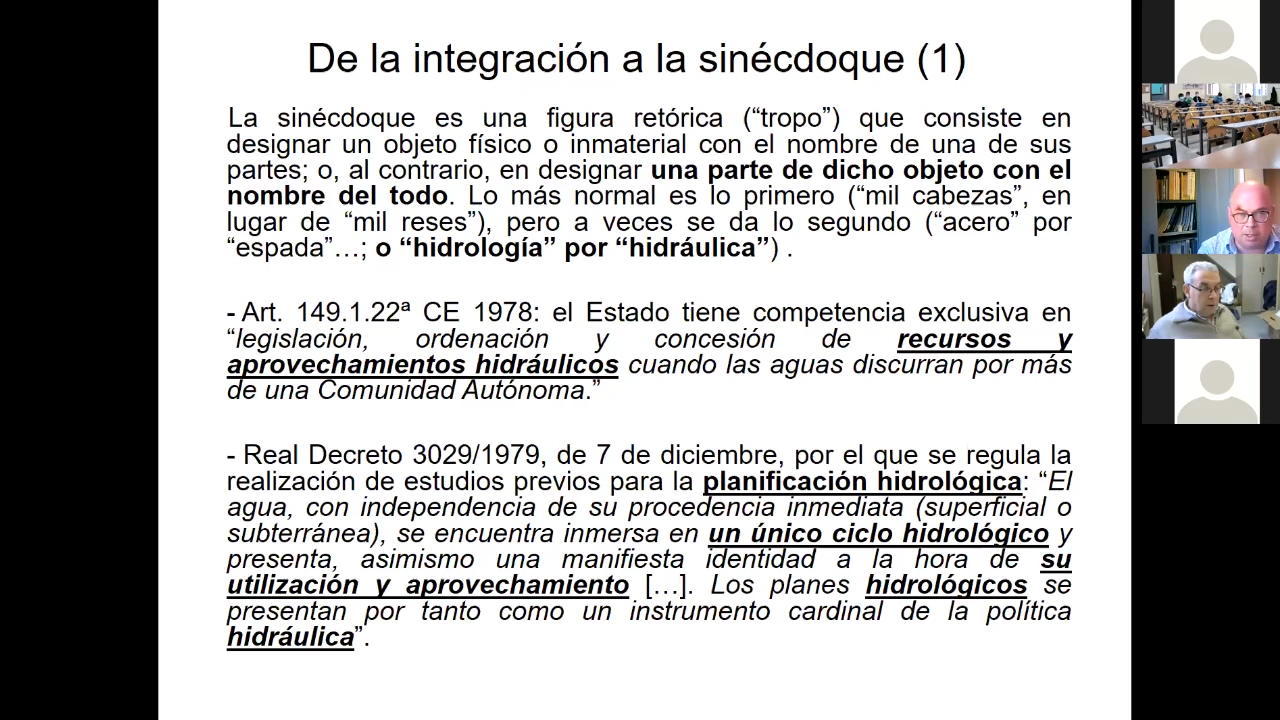 De la integración a la sinécdoque (1)
La sinécdoque es una figura retórica (“tropo”) que consiste en
designar un objeto físico o inmaterial con el nombre de una de sus
partes; o, al contrario, en designar una parte de dicho objeto con el
nombre del todo. Lo más normal es lo primero (“mil cabezas”, en
lugar de “mil reses”), pero a veces se da lo segundo (“acero” por
“espada”...; o “hidrología” por “hidráulica”) .
- Art. 149.1.22ª CE 1978: el Estado tiene competencia exclusiva en
“legislación, ordenación y concesión de recursos y
aprovechamientos hidráulicos cuando las aguas discurran por más
de una Comunidad Autónoma.”
- Real Decreto 3029/1979, de 7 de diciembre, por el que se regula la
realización de estudios previos para la planificación hidrológica: “El
agua, con independencia de su procedencia inmediata (superficial o
subterránea), se encuentra inmersa en un único ciclo hidrológico y
presenta, asimismo una manifiesta identidad a la hora de su
utilización y aprovechamiento [...]. Los planes hidrológicos se
presentan por tanto como un instrumento cardinal de la política
hidráulica”.